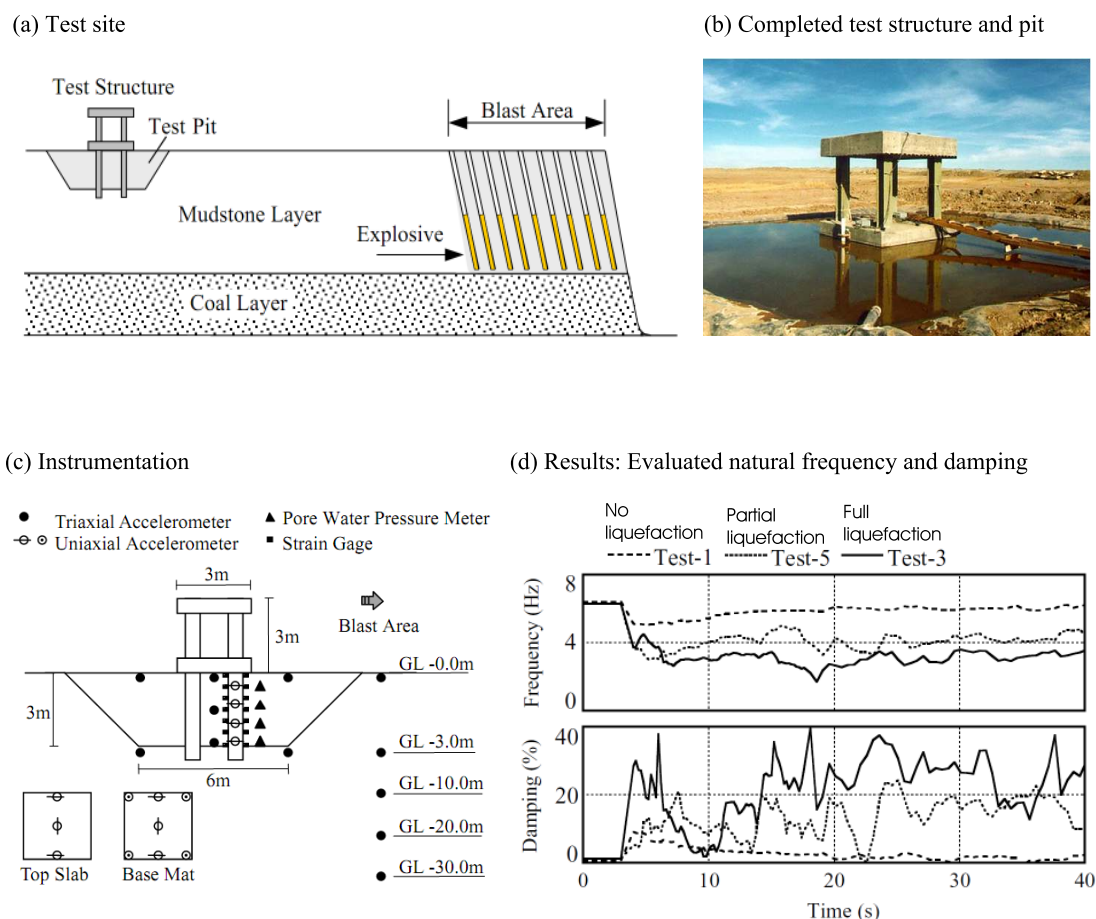 (a) Test site
(b) Completed test structure and pit
Test Structure
Test Pit
Blast Area
Mudstone Layer
Explosive
Coal Layer
(c) Instrumentation
(d) Results: Evaluated natural frequency and damping
Triaxial Accelerometer
Pore Water Pressure Meter
Uniaxial Accelerometer
Strain Gage
3m
3m
Blast Area
GL -0.0m
3m
GL -3.0m
6m
GL -10.0m
GL -20.0m
GL -30.0m
Top Slab
Base Mat
No liquefaction
Partial liquefaction
Full liquefaction
Test-1
Test-5
Test-3
8
4
0
Frequency (Hz)
40
20
0
Damping (%)
0
10
20
30
40
Time (s)